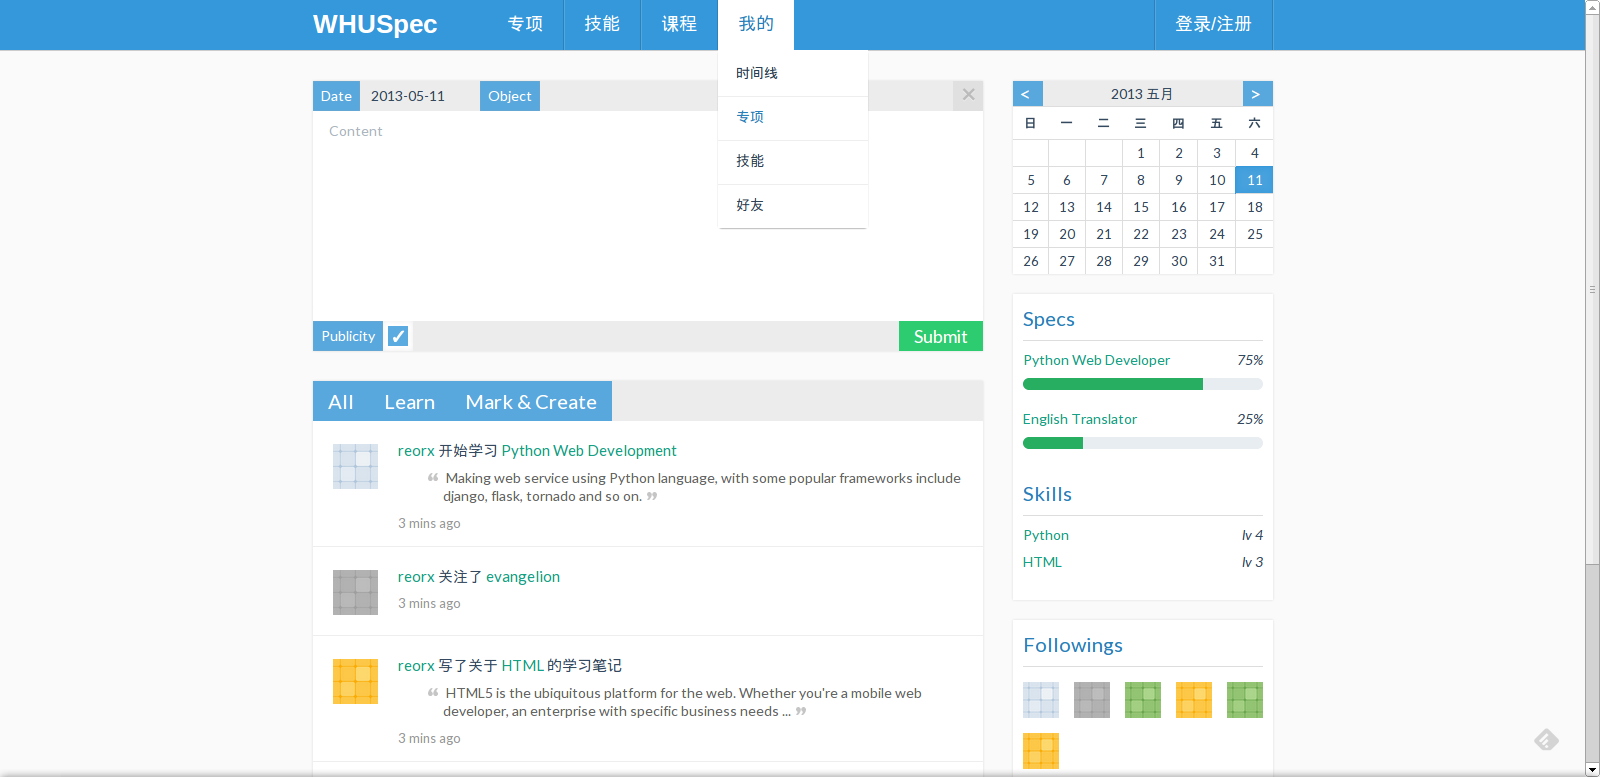 WHUSpec 专项 技能 课程 我的 登录/注册
时间线
专项
技能
好友
Date 2013-05-11 Object ×
Content
Publicity ✓ Submit
All Learn Mark & Create
reorx 开始学习 Python Web Development
“ Making web service using Python language, with some popular frameworks include
django, flask, tornado and so on. ”
3 mins ago
reorx 关注了 evangelion
3 mins ago
reorx 写了关于 HTML 的学习笔记
“ HTML5 is the ubiquitous platform for the web. Whether you're a mobile web
developer, an enterprise with specific business needs ... ”
3 mins ago
< 2013 五月 >
日 一 二 三 四 五 六
1 2 3 4
5 6 7 8 9 10 11
12 13 14 15 16 17 18
19 20 21 22 23 24 25
26 27 28 29 30 31
Specs
Python Web Developer 75%
English Translator 25%
Skills
Python lv 4
HTML lv 3
Followings